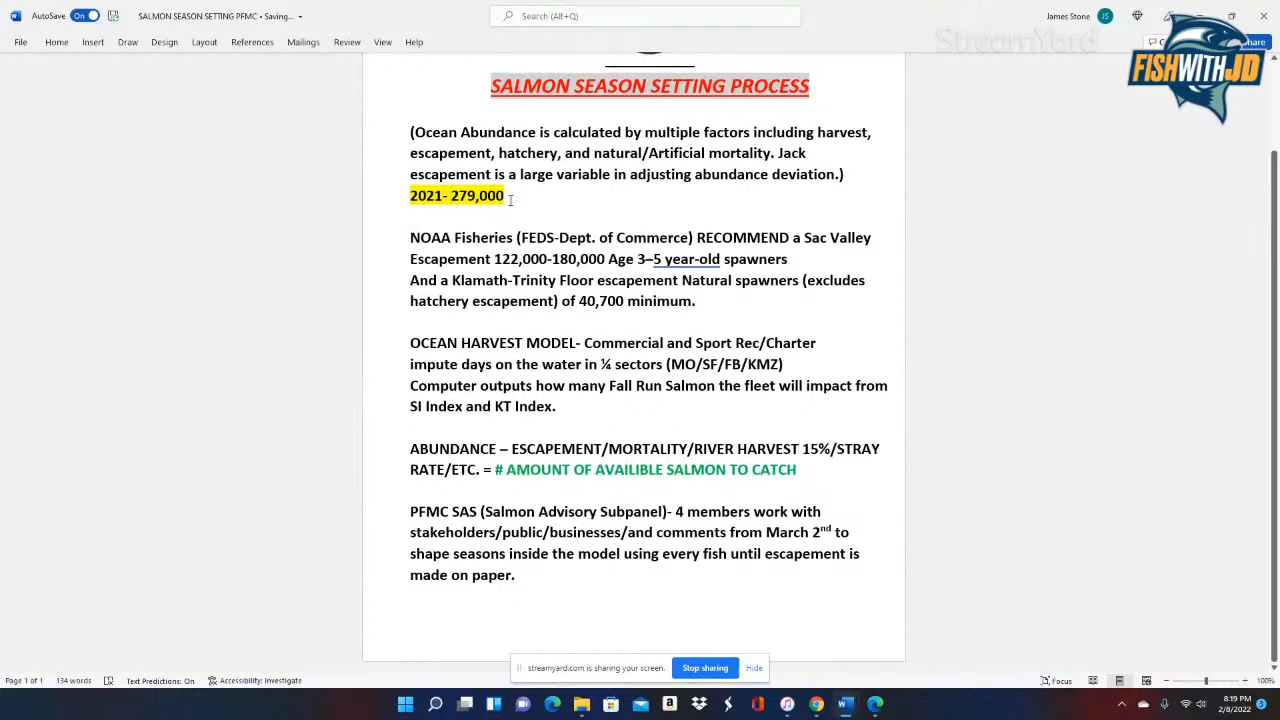 AutoSave On SALMON SEASON SETTING PFMC • Saving... Search (Alt+Q) James Stone JS
File Home Insert Draw Design Layout References Mailings Review View Help
StreamYard
FISHWITHJD
SALMON SEASON SETTING PROCESS
(Ocean Abundance is calculated by multiple factors including harvest,
escapement, hatchery, and natural/Artificial mortality. Jack
escapement is a large variable in adjusting abundance deviation.)
2021- 279,000
NOAA Fisheries (FEDS-Dept. of Commerce) RECOMMEND a Sac Valley
Escapement 122,000-180,000 Age 3–5 year-old spawners
And a Klamath-Trinity Floor escapement Natural spawners (excludes
hatchery escapement) of 40,700 minimum.
OCEAN HARVEST MODEL- Commercial and Sport Rec/Charter
impute days on the water in ¼ sectors (MO/SF/FB/KMZ)
Computer outputs how many Fall Run Salmon the fleet will impact from
SI Index and KT Index.
ABUNDANCE – ESCAPEMENT/MORTALITY/RIVER HARVEST 15%/STRAY
RATE/ETC. = # AMOUNT OF AVAILIBLE SALMON TO CATCH
PFMC SAS (Salmon Advisory Subpanel)- 4 members work with
stakeholders/public/businesses/and comments from March 2nd to
shape seasons inside the model using every fish until escapement is
made on paper.
streamyard.com is sharing your screen. Stop sharing Hide
Page 1 of 1 134 words Text Predictions: On Accessibility: Investigate Focus 100%
8:19 PM
2/8/2022